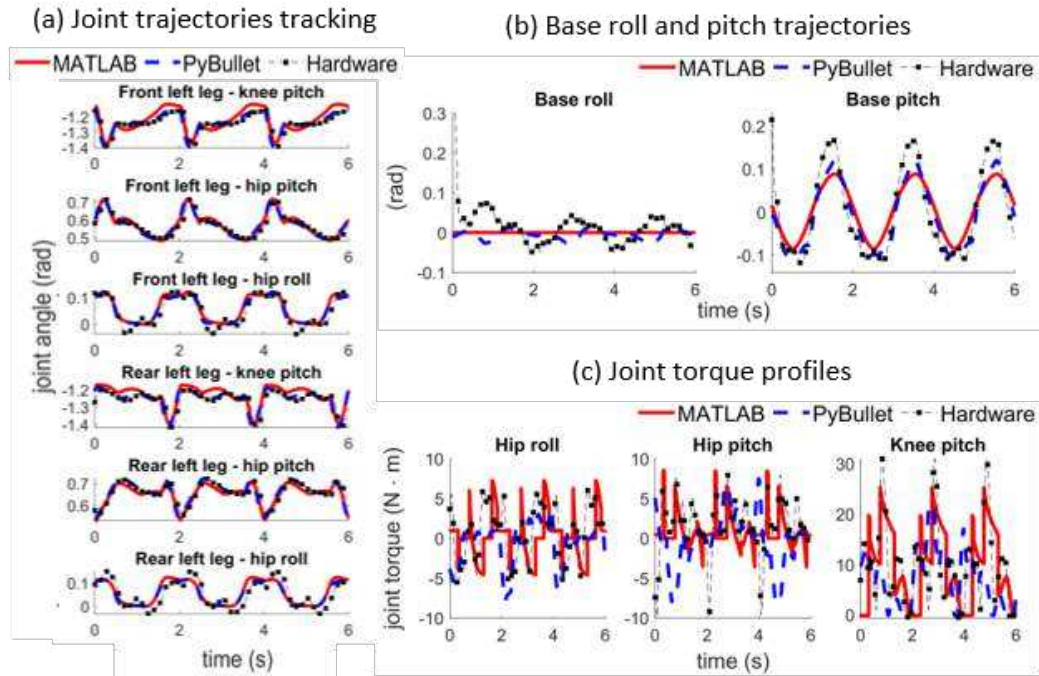 (a) Joint trajectories tracking
MATLAB PyBullet Hardware
joint angle (rad)
Front left leg - knee pitch
-1.2
-1.3
-1.4
0 2 4 6
Front left leg - hip pitch
0.7
0.6
0.5
0 2 4 6
Front left leg - hip roll
0.1
0
0 2 4 6
Rear left leg - knee pitch
-1.2
-1.3
-1.4
0 2 4 6
Rear left leg - hip pitch
0.7
0.6
0 2 4 6
Rear left leg - hip roll
0.1
0
0 2 4 6
time (s)
(b) Base roll and pitch trajectories
MATLAB PyBullet Hardware
Base roll
(rad)
0.3
0.2
0.1
0
-0.1
0 2 4 6
Base pitch
0.2
0.1
0
-0.1
0 2 4 6
time (s)
(c) Joint torque profiles
MATLAB PyBullet Hardware
joint torque (N · m)
Hip roll
10
5
0
-5
-10
0 2 4 6
Hip pitch
10
5
0
-5
-10
0 2 4 6
Knee pitch
30
20
10
0
0 2 4 6
time (s)